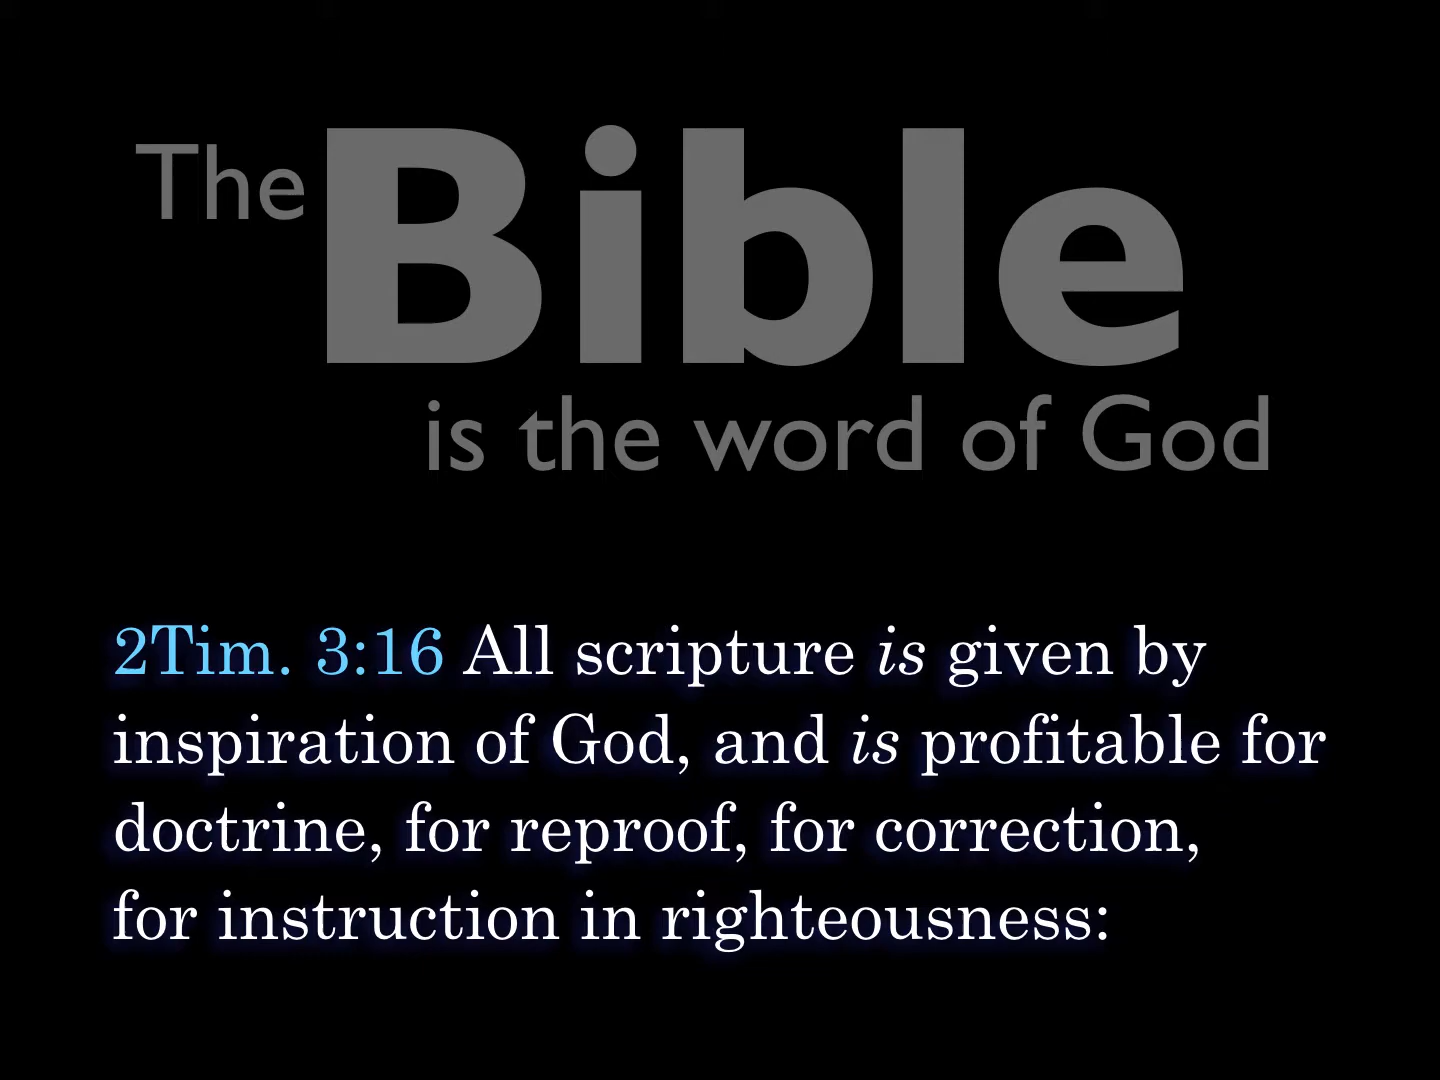 The Bible
is the word of God
2Tim. 3:16 All scripture is given by
inspiration of God, and is profitable for
doctrine, for reproof, for correction,
for instruction in righteousness: